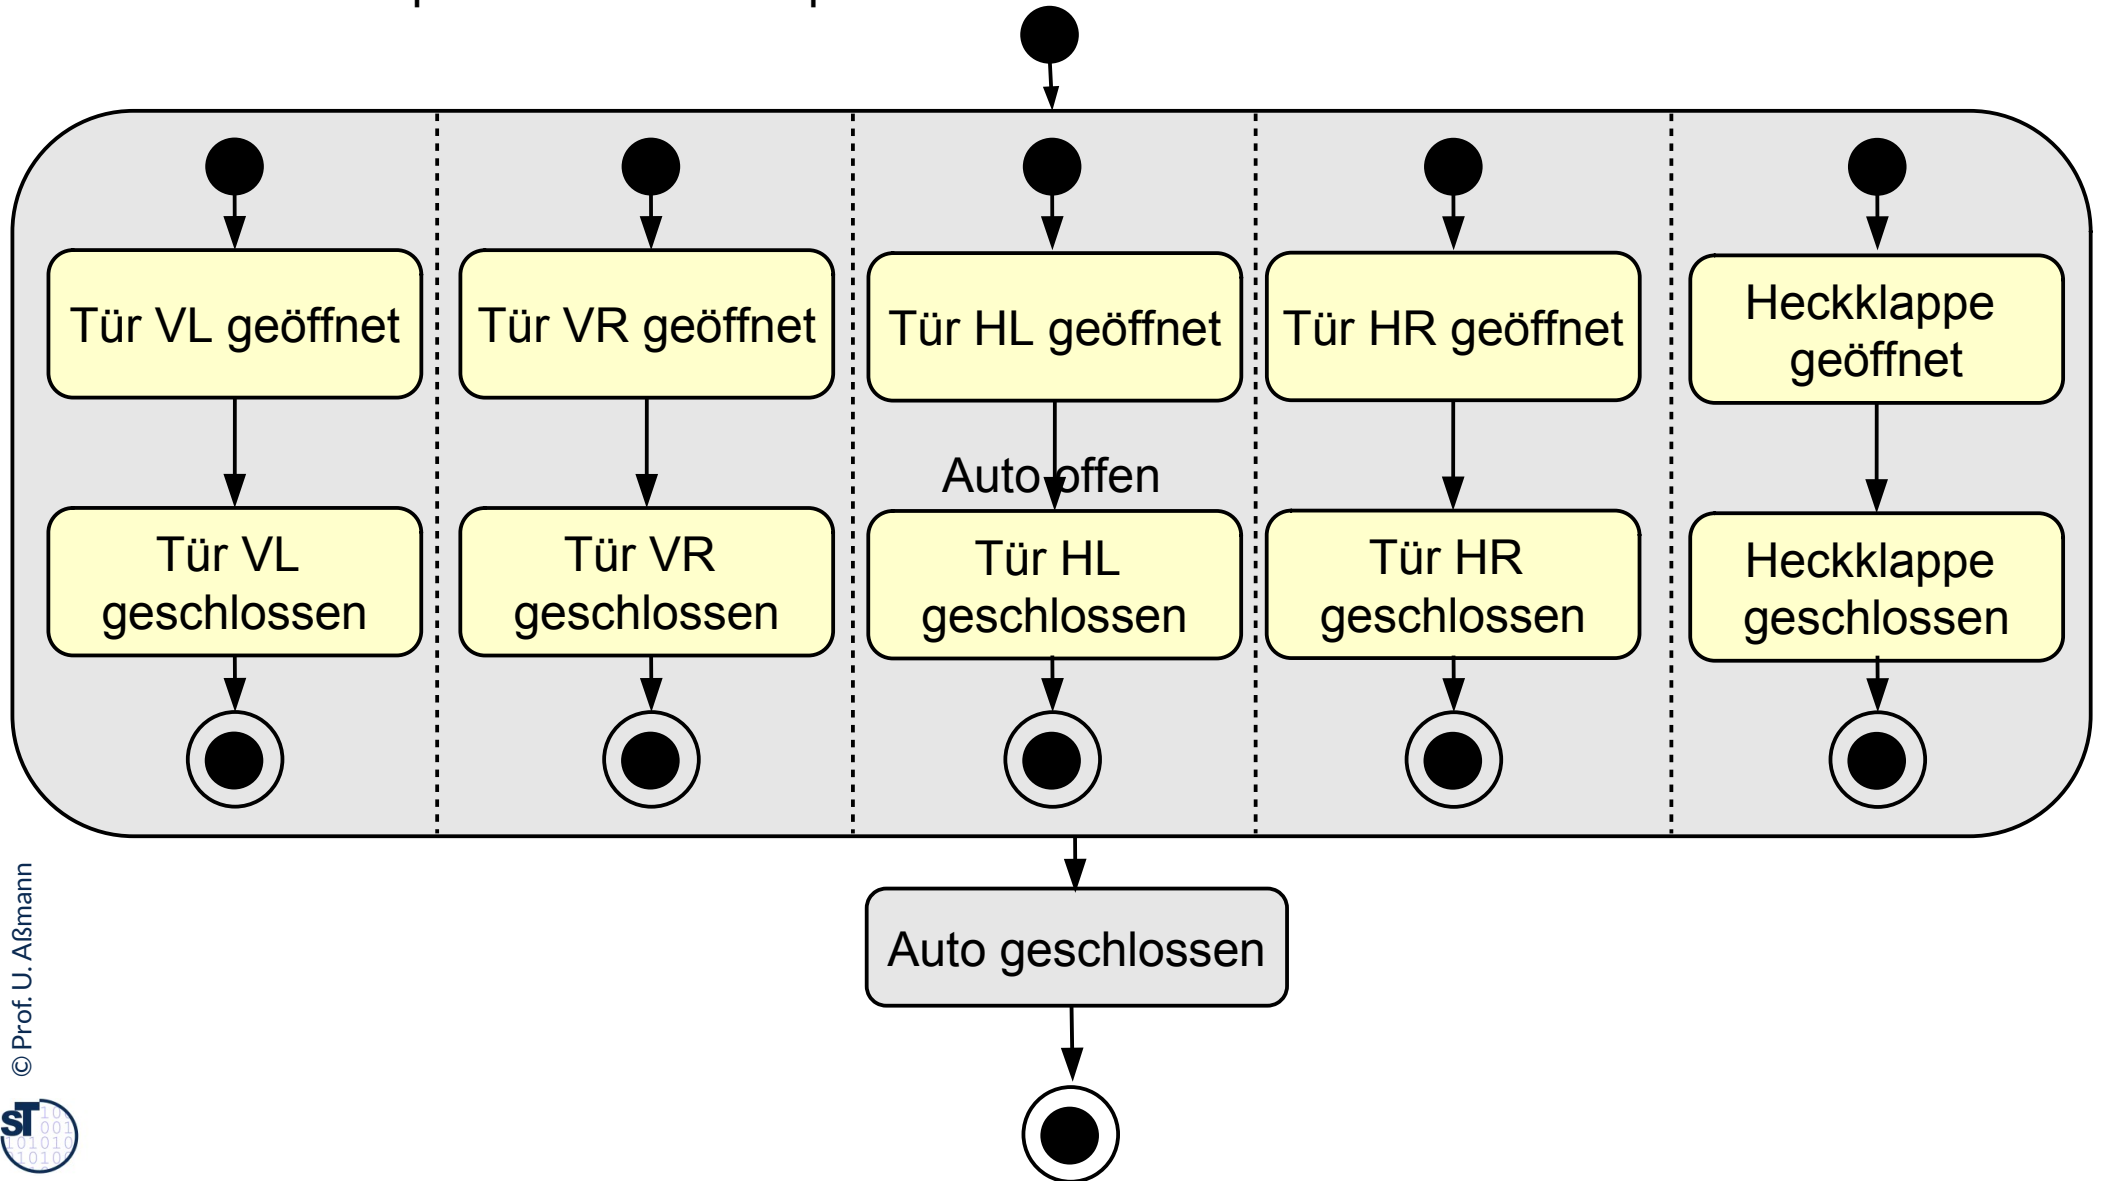 Tür VL geöffnet
Tür VR geöffnet
Tür HL geöffnet
Tür HR geöffnet
Heckklappe
geöffnet
Auto offen
Tür VL
geschlossen
Tür VR
geschlossen
Tür HL
geschlossen
Tür HR
geschlossen
Heckklappe
geschlossen
Auto geschlossen
© Prof. U. Aßmann
ST